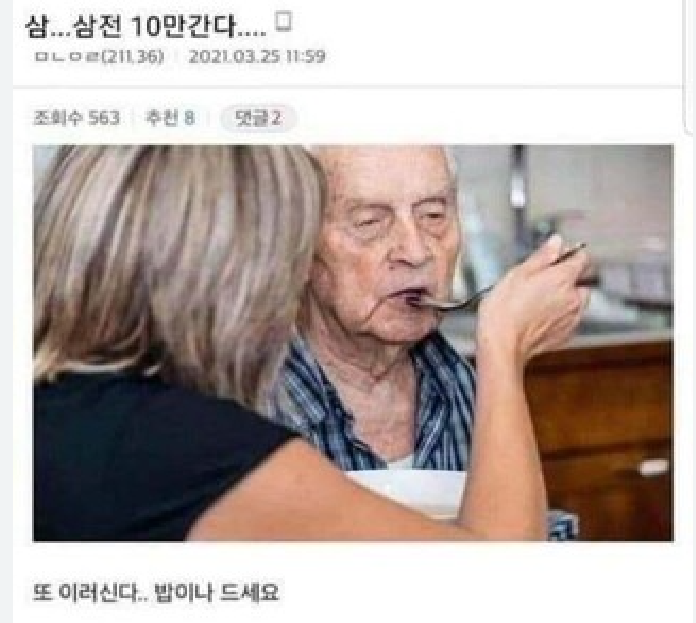 삼...삼전 10만간다....
ㅁㄴㅇㄹ(211.36) 2021.03.25 11:59
조회수 563 추천 8 댓글 2
또 이러신다.. 밥이나 드세요